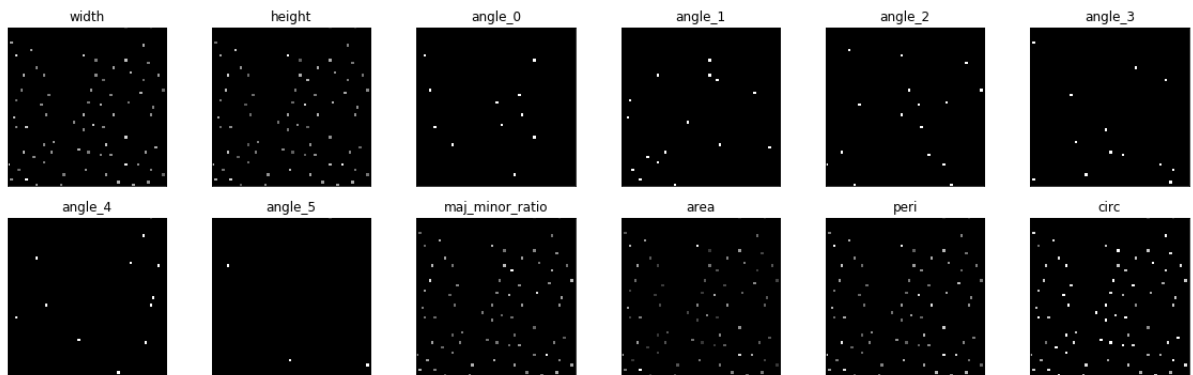 width height angle_0 angle_1 angle_2 angle_3
angle_4 angle_5 maj_minor_ratio area peri circ